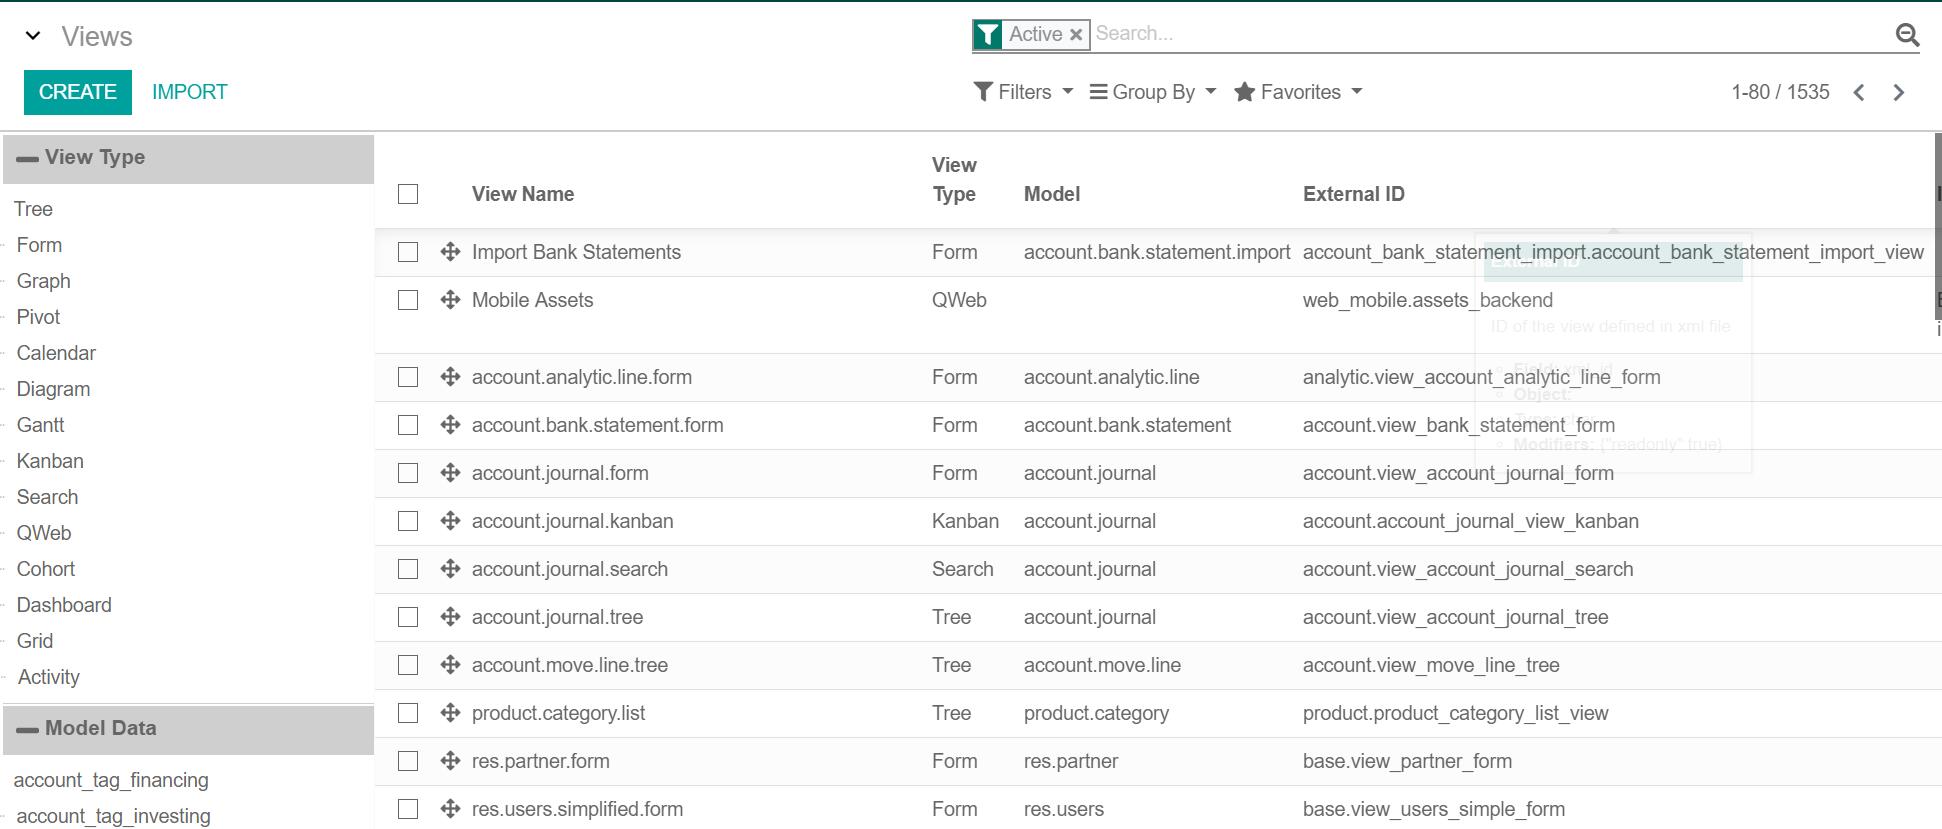 Views
Active × Search...
CREATE IMPORT
Filters Group By Favorites 1-80 / 1535
View Type
Tree
Form
Graph
Pivot
Calendar
Diagram
Gantt
Kanban
Search
QWeb
Cohort
Dashboard
Grid
Activity
Model Data
account_tag_financing
account_tag_investing
View Name View Type Model External ID
Import Bank Statements Form account.bank.statement.import account_bank_statement_import.account_bank_statement_import_view
Mobile Assets QWeb web_mobile.assets_backend
account.analytic.line.form Form account.analytic.line analytic.view_account_analytic_line_form
account.bank.statement.form Form account.bank.statement account.view_bank_statement_form
account.journal.form Form account.journal account.view_account_journal_form
account.journal.kanban Kanban account.journal account.account_journal_view_kanban
account.journal.search Search account.journal account.view_account_journal_search
account.journal.tree Tree account.journal account.view_account_journal_tree
account.move.line.tree Tree account.move.line account.view_move_line_tree
product.category.list Tree product.category product.product_category_list_view
res.partner.form Form res.partner base.view_partner_form
res.users.simplified.form Form res.users base.view_users_simple_form
External ID
ID of the view defined in xml file
Field: xml_id
Object:
Type: char
Modifiers: {"readonly":true}